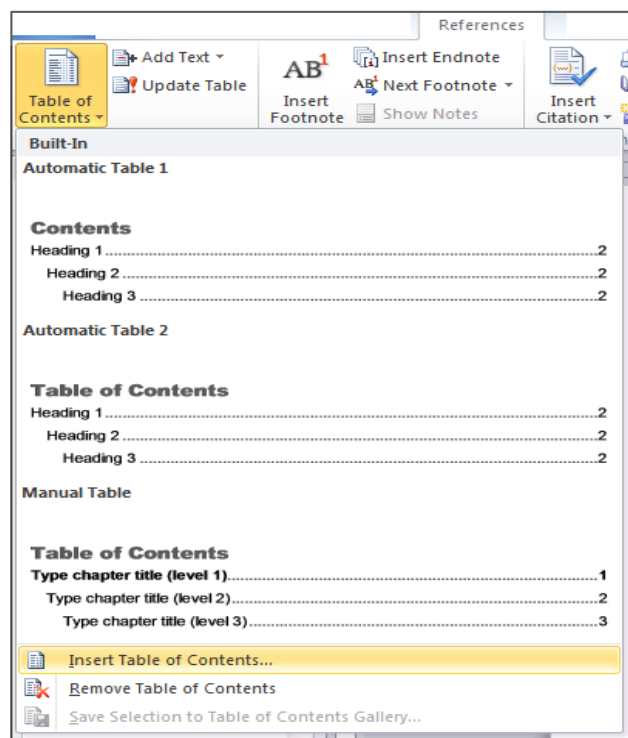 References
Add Text
Update Table
Table of
Contents
AB1
Insert
Footnote
Insert Endnote
AB1 Next Footnote
Show Notes
Insert
Citation
Built-In
Automatic Table 1
Contents
Heading 1...2
Heading 2...2
Heading 3...2
Automatic Table 2
Table of Contents
Heading 1...2
Heading 2...2
Heading 3...2
Manual Table
Table of Contents
Type chapter title (level 1)...1
Type chapter title (level 2)...2
Type chapter title (level 3)...3
Insert Table of Contents...
Remove Table of Contents
Save Selection to Table of Contents Gallery...